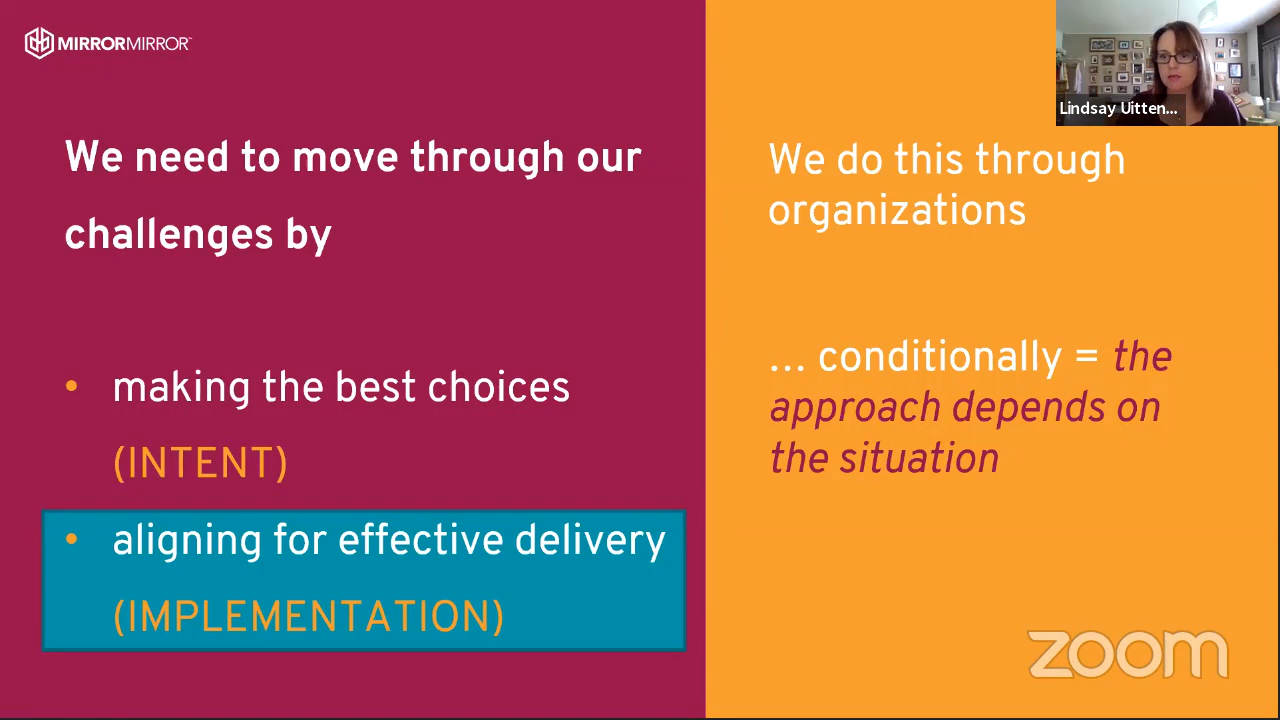 MIRRORMIRROR™
We need to move through our
challenges by
• making the best choices
(INTENT)
• aligning for effective delivery
(IMPLEMENTATION)
We do this through
organizations
... conditionally = the
approach depends on
the situation
Lindsay Uitten...
zoom